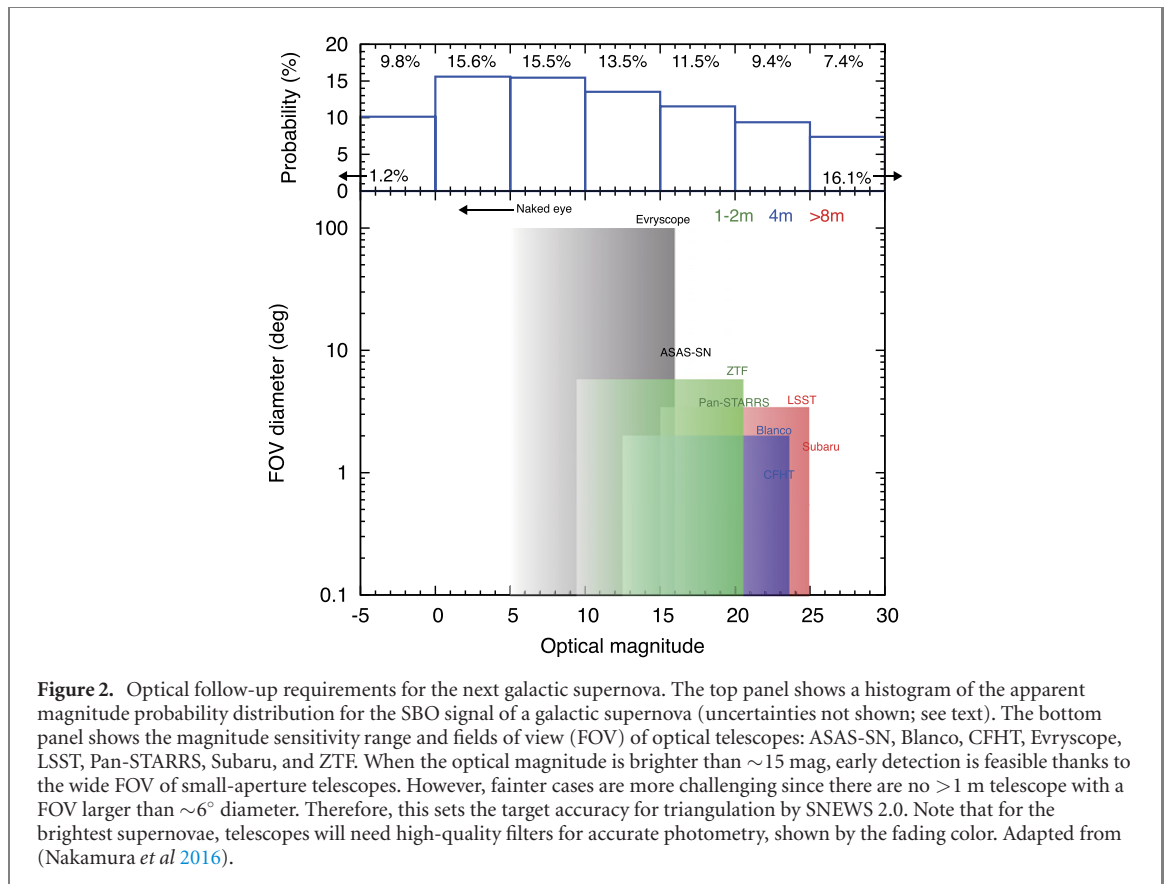 Probability (%)
20
15
10
5
0
9.8% 15.6% 15.5% 13.5% 11.5% 9.4% 7.4%
1.2% 16.1%
FOV diameter (deg)
100
10
1
0.1
Naked eye
Evryscope
1-2m 4m >8m
ASAS-SN
ZTF
Pan-STARRS
LSST
Blanco
Subaru
CFHT
-5 0 5 10 15 20 25 30
Optical magnitude
Figure 2. Optical follow-up requirements for the next galactic supernova. The top panel shows a histogram of the apparent
magnitude probability distribution for the SBO signal of a galactic supernova (uncertainties not shown; see text). The bottom
panel shows the magnitude sensitivity range and fields of view (FOV) of optical telescopes: ASAS-SN, Blanco, CFHT, Evryscope,
LSST, Pan-STARRS, Subaru, and ZTF. When the optical magnitude is brighter than ∼15 mag, early detection is feasible thanks to
the wide FOV of small-aperture telescopes. However, fainter cases are more challenging since there are no >1 m telescope with a
FOV larger than ∼6° diameter. Therefore, this sets the target accuracy for triangulation by SNEWS 2.0. Note that for the
brightest supernovae, telescopes will need high-quality filters for accurate photometry, shown by the fading color. Adapted from
(Nakamura et al 2016).